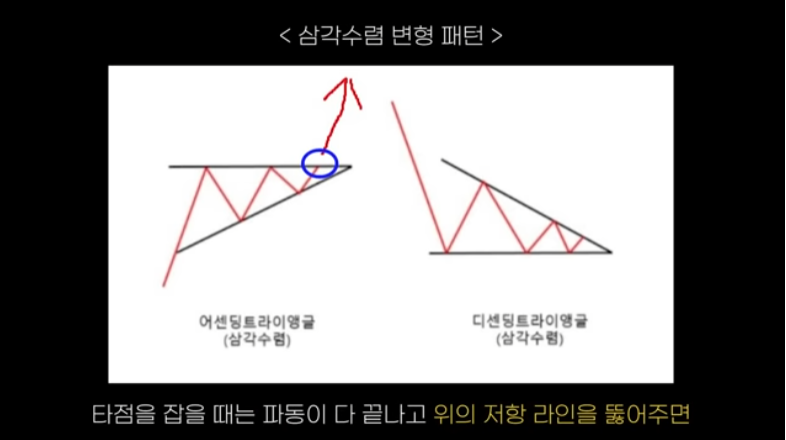 < 삼각수렴 변형 패턴 >
어센딩트라이앵글
(삼각수렴)
디센딩트라이앵글
(삼각수렴)
타점을 잡을 때는 파동이 다 끝나고 위의 저항 라인을 뚫어주면